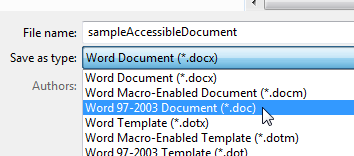 File name: sampleAccessibleDocument
Save as type: Word Document (*.docx)
Authors: Word Document (*.docx)
Word Macro-Enabled Document (*.docm)
Word 97-2003 Document (*.doc)
Word Template (*.dotx)
Word Macro-Enabled Template (*.dotm)
Word 97-2003 Template (*.dot)